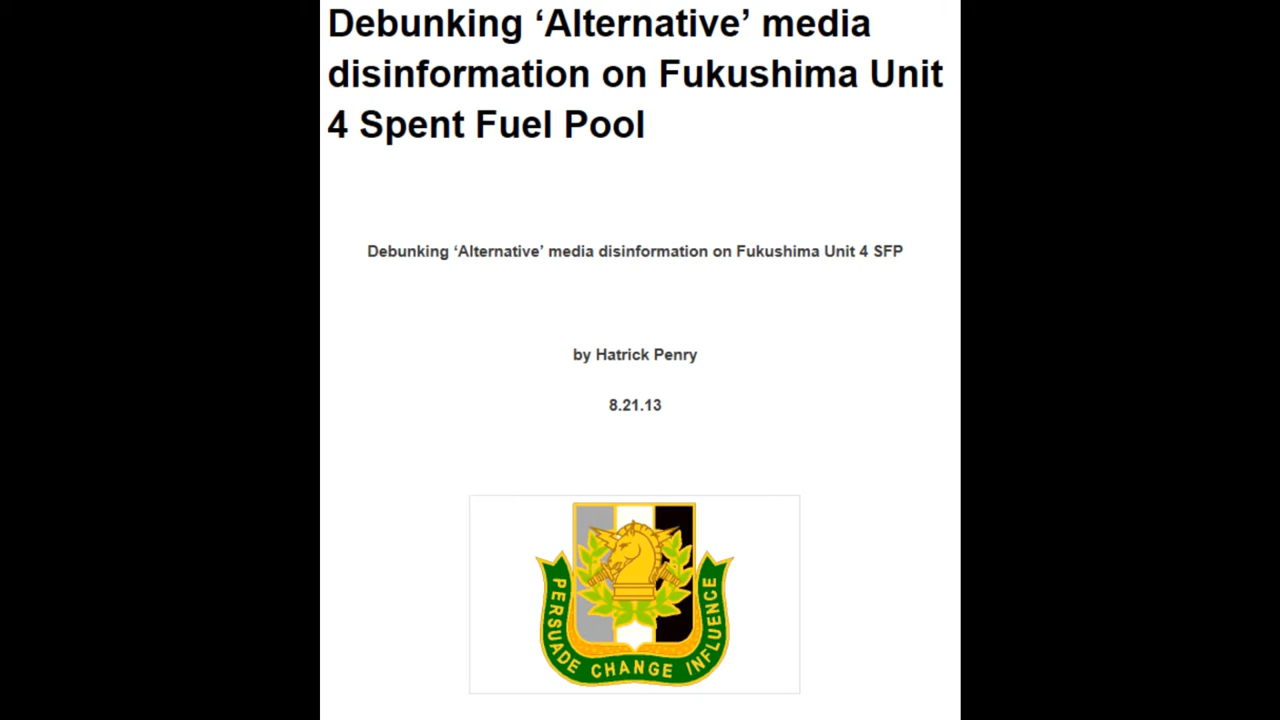 Debunking ‘Alternative’ media
disinformation on Fukushima Unit
4 Spent Fuel Pool
Debunking ‘Alternative’ media disinformation on Fukushima Unit 4 SFP
by Hatrick Penry
8.21.13
PERSUADE CHANGE INFLUENCE